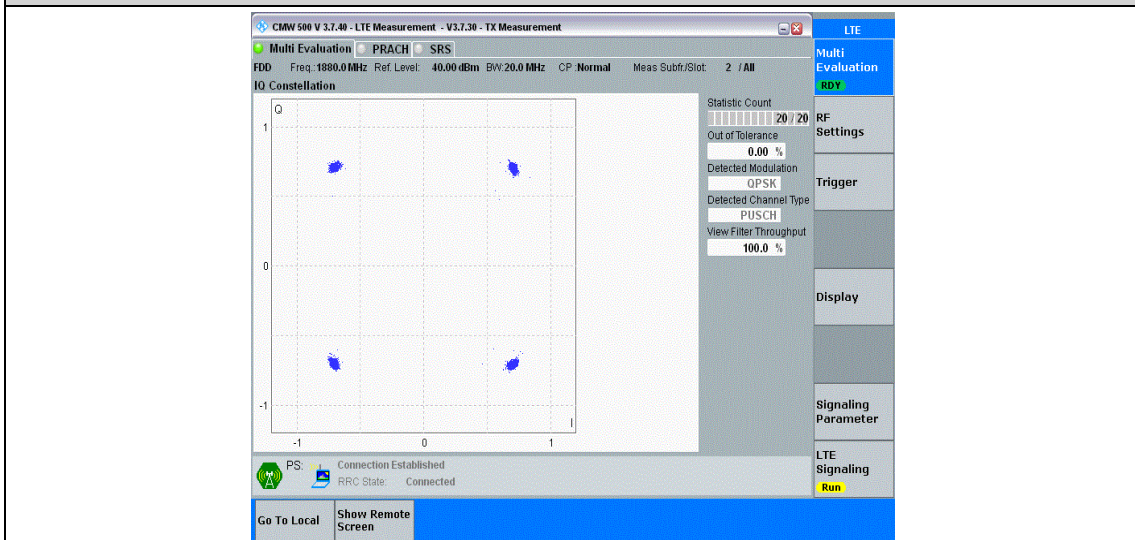 CMW 500 V 3.7.40 - LTE Measurement - V3.7.30 - TX Measurement
LTE
Multi Evaluation PRACH SRS
Multi
Evaluation
RDY
FDD Freq.:1880.0 MHz Ref. Level: 40.00 dBm BW:20.0 MHz CP :Normal Meas Subfr./Slot: 2 / All
IQ Constellation
Q
1
0
-1
-1
0
1
I
Statistic Count
20 / 20
Out of Tolerance
0.00 %
Detected Modulation
QPSK
Detected Channel Type
PUSCH
View Filter Throughput
100.0 %
RF
Settings
Trigger
Display
Signaling
Parameter
LTE
Signaling
Run
PS: Connection Established
RRC State: Connected
Go To Local
Show Remote
Screen